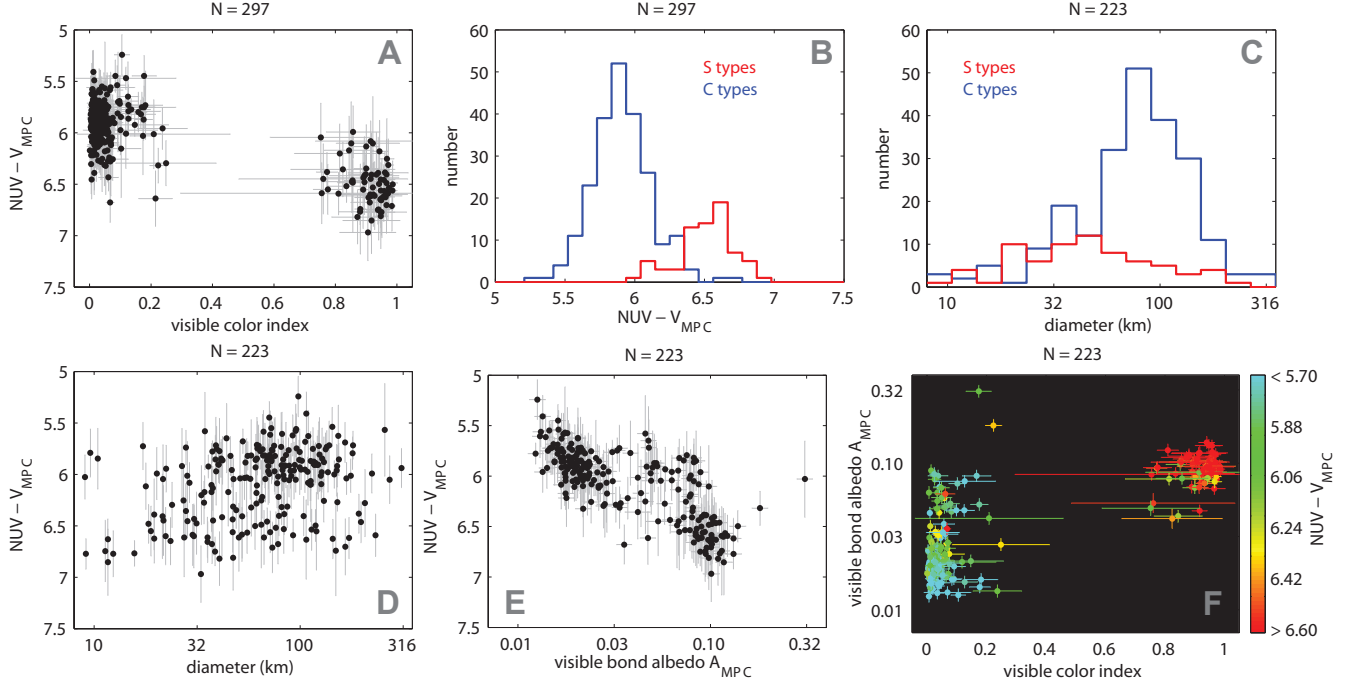 N = 297
5
5.5
6
6.5
7
7.5
NUV – V_MPC
A
0
0.2
0.4
0.6
0.8
1
visible color index
N = 297
60
50
40
30
20
10
0
number
B
S types
C types
5
5.5
6
6.5
7
7.5
NUV – V_MPC
N = 223
60
50
40
30
20
10
0
number
C
S types
C types
10
32
100
316
diameter (km)
N = 223
5
5.5
6
6.5
7
7.5
NUV – V_MPC
D
10
32
100
316
diameter (km)
N = 223
5
5.5
6
6.5
7
7.5
NUV – V_MPC
E
0.01
0.03
0.10
0.31
visible bond albedo A_MPC
N = 223
0.32
0.10
0.03
0.01
visible bond albedo A_MPC
F
0
0.2
0.4
0.6
0.8
1
visible color index
< 5.70
5.88
6.06
6.24
6.42
> 6.60
NUV – V_MPC